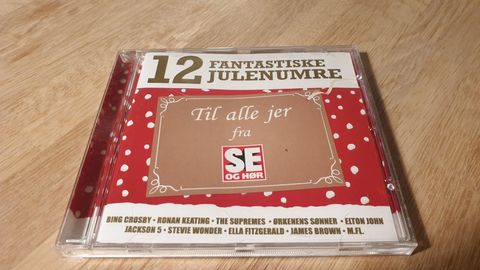 12 FANTASTISKE
JULENUMRE
Til alle jer
fra
SE
OG HØR
BING CROSBY • RONAN KEATING • THE SUPREMES • ØRKENENS SØNNER • ELTON JOHN
JACKSON 5 • STEVIE WONDER • ELLA FITZGERALD • JAMES BROWN • M.FL.